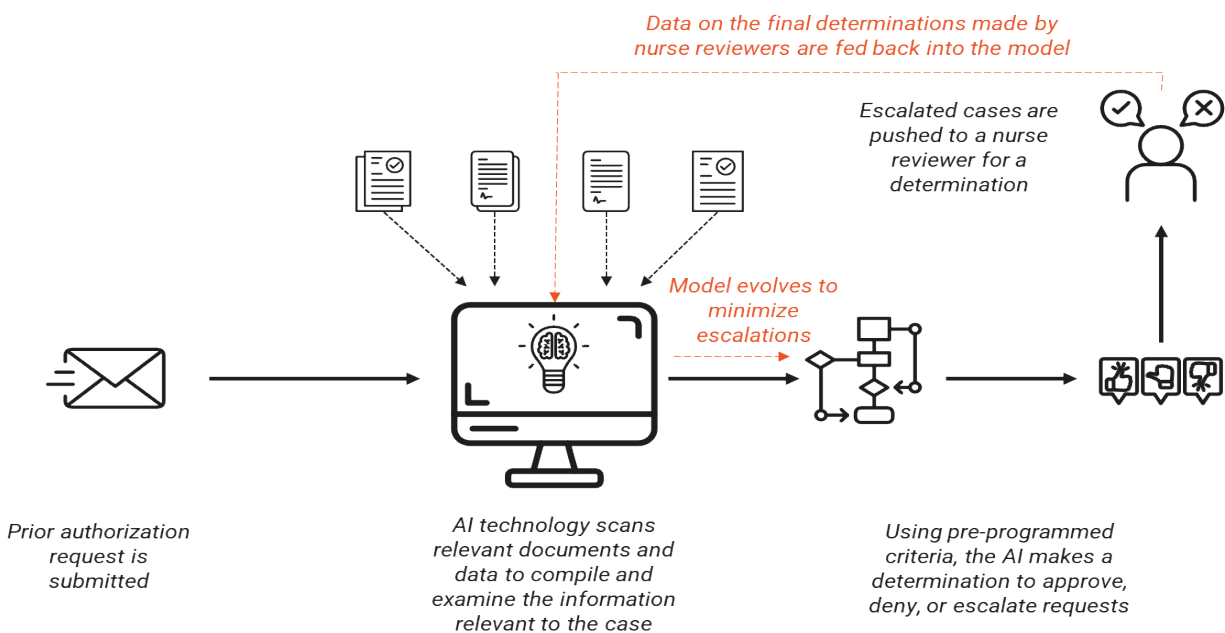 Data on the final determinations made by
nurse reviewers are fed back into the model
Escalated cases are
pushed to a nurse
reviewer for a
determination
Model evolves to
minimize
escalations
Prior authorization
request is
submitted
AI technology scans
relevant documents and
data to compile and
examine the information
relevant to the case
Using pre-programmed
criteria, the AI makes a
determination to approve,
deny, or escalate requests